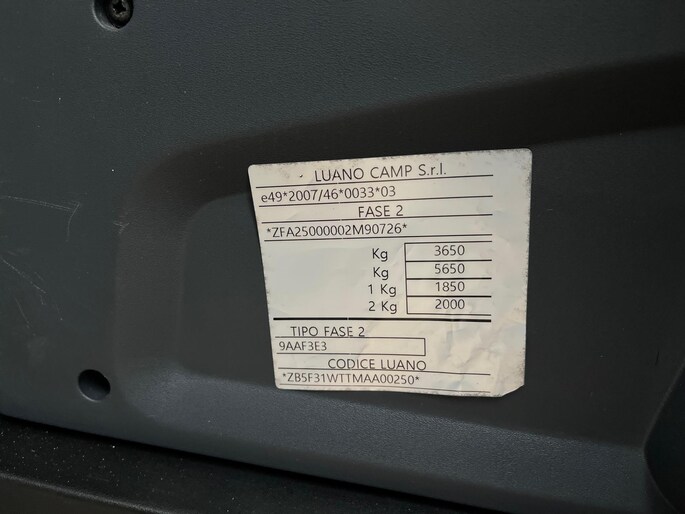 LUANO CAMP S.r.l.
e49*2007/46*0033*03
FASE 2
*ZFA25000002M90726*
Kg 3650
Kg 5650
1 Kg 1850
2 Kg 2000
TIPO FASE 2
9AAF3E3
CODICE LUANO
*ZB5F31WTTMAA00250*